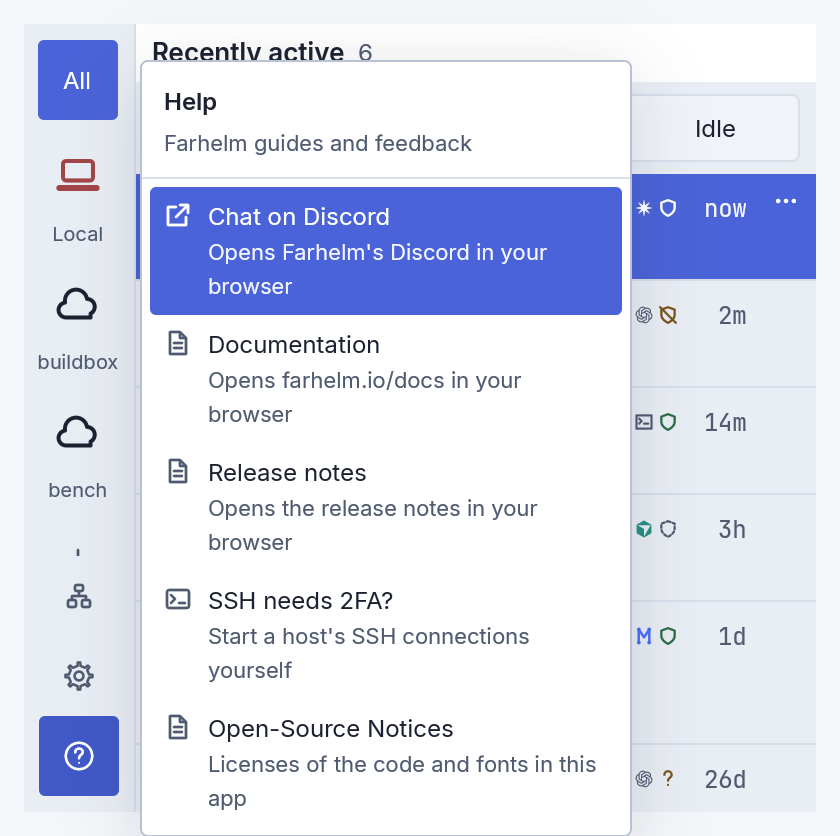 All
Recently active 6
Help
Farhelm guides and feedback
Idle
Local
Chat on Discord
Opens Farhelm's Discord in your
browser
now
buildbox
Documentation
Opens farhelm.io/docs in your
browser
2m
bench
Release notes
Opens the release notes in your
browser
14m
3h
SSH needs 2FA?
Start a host's SSH connections
yourself
1d
Open-Source Notices
Licenses of the code and fonts in this
app
26d